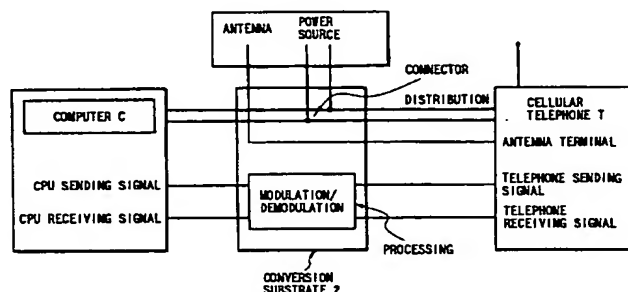 ANTENNA
POWER
SOURCE
CONNECTOR
DISTRIBUTION
COMPUTER C
CELLULAR
TELEPHONE T
ANTENNA TERMINAL
CPU SENDING SIGNAL
MODULATION/
DEMODULATION
TELEPHONE SENDING
SIGNAL
CPU RECEIVING SIGNAL
TELEPHONE
RECEIVING SIGNAL
PROCESSING
CONVERSION
SUBSTRATE 2